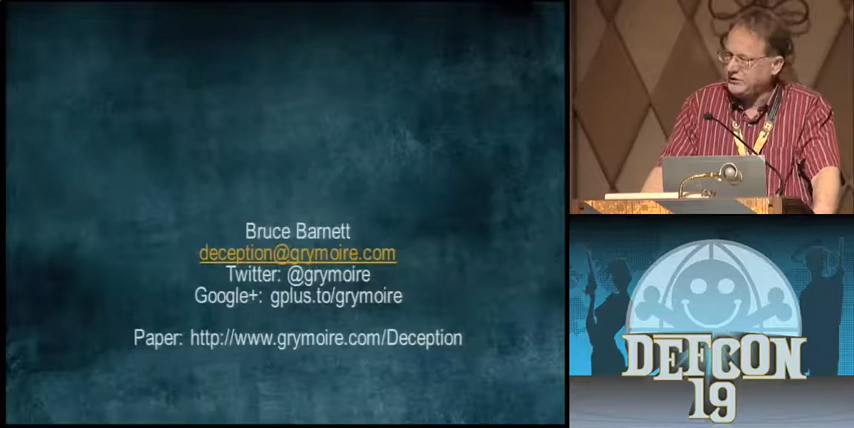 Bruce Barnett
deception@grymoire.com
Twitter: @grymoire
Google+: gplus.to/grymoire
Paper: http://www.grymoire.com/Deception
DEFCON
19